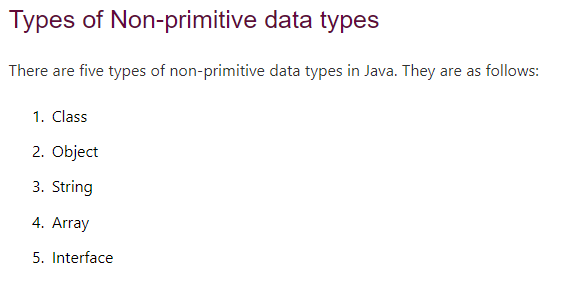 Types of Non-primitive data types
There are five types of non-primitive data types in Java. They are as follows:
1. Class
2. Object
3. String
4. Array
5. Interface